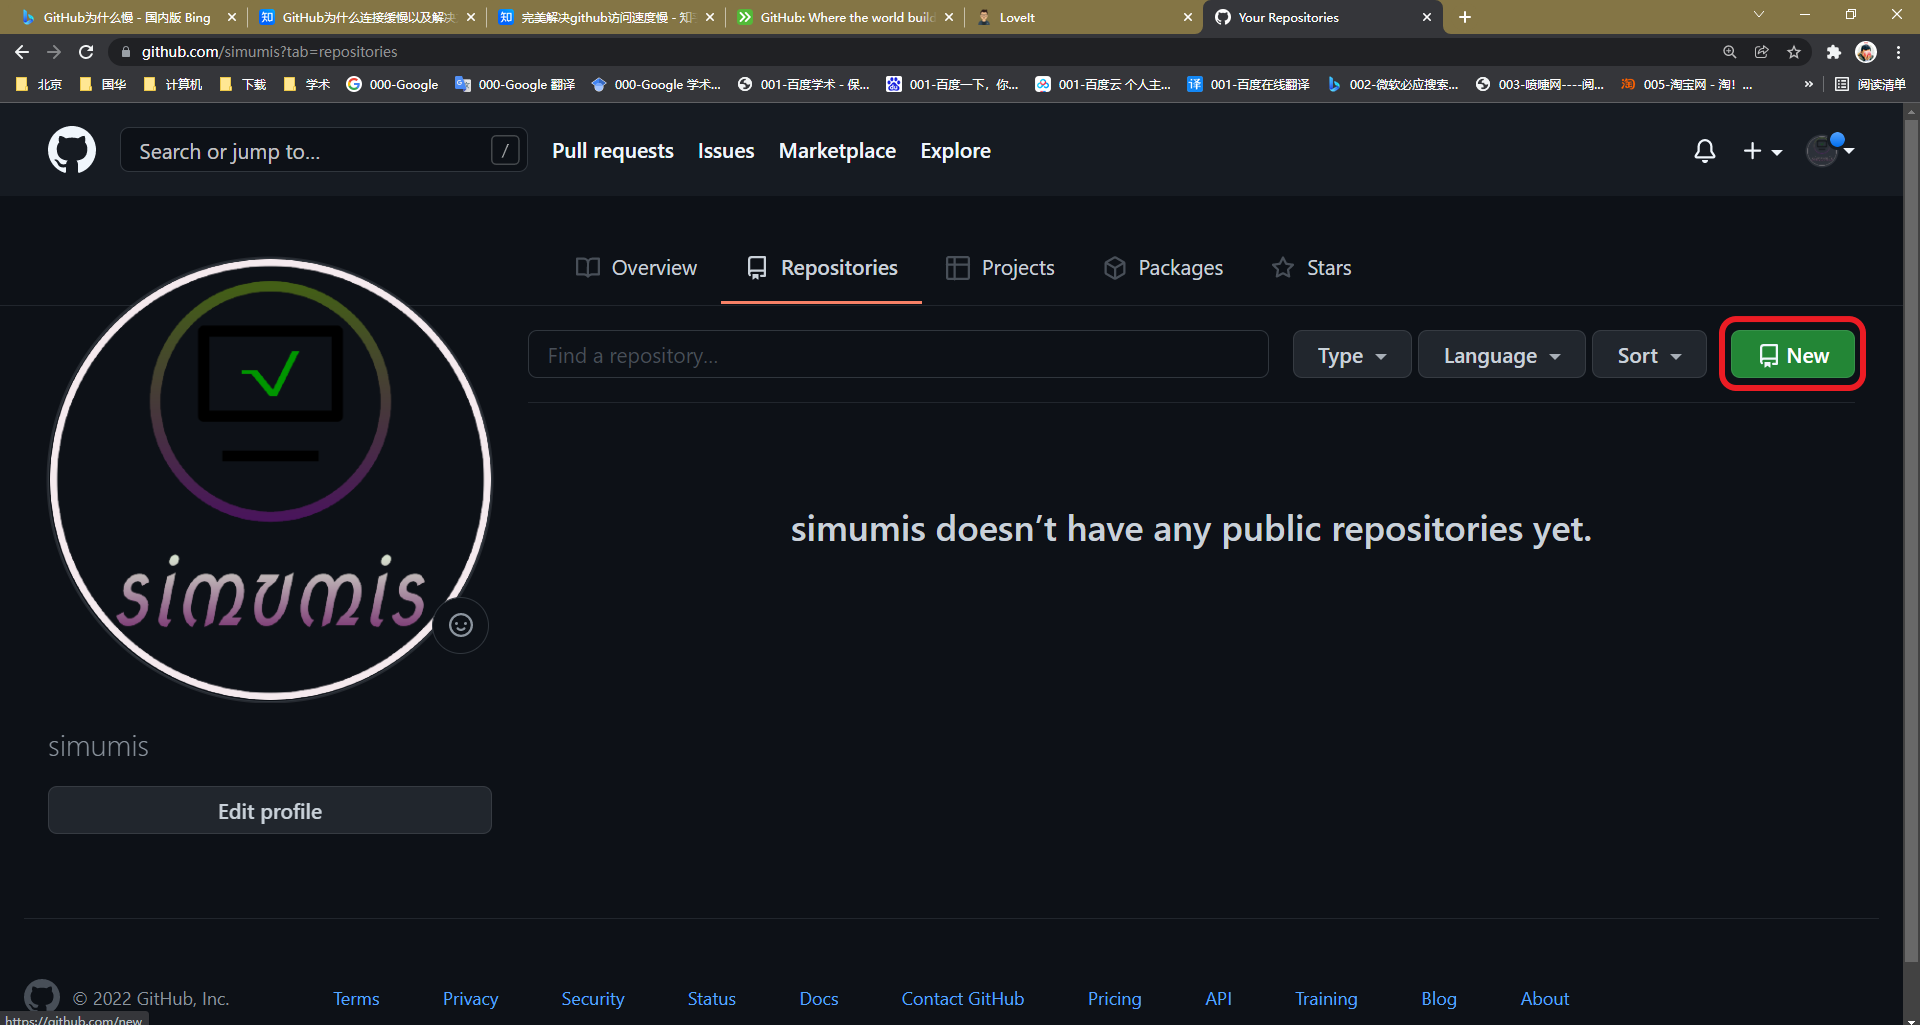 GitHub为什么慢 - 国内版 Bing
GitHub为什么连接缓慢以及解决
完美解决github访问速度慢 - 知
GitHub: Where the world build
LoveIt
Your Repositories
github.com/simumis?tab=repositories
北京 国华 计算机 下载 学术 000-Google 000-Google 翻译 000-Google 学术... 001-百度学术 - 保... 001-百度一下，你... 001-百度云 个人主... 001-百度在线翻译 002-微软必应搜索... 003-喷嚏网----阅... 005-淘宝网 - 淘！... » 阅读清单
Search or jump to... / Pull requests Issues Marketplace Explore
Overview Repositories Projects Packages Stars
Find a repository... Type Language Sort New
simumis doesn’t have any public repositories yet.
simumis
simumis
Edit profile
© 2022 GitHub, Inc. Terms Privacy Security Status Docs Contact GitHub Pricing API Training Blog About
https://github.com/new